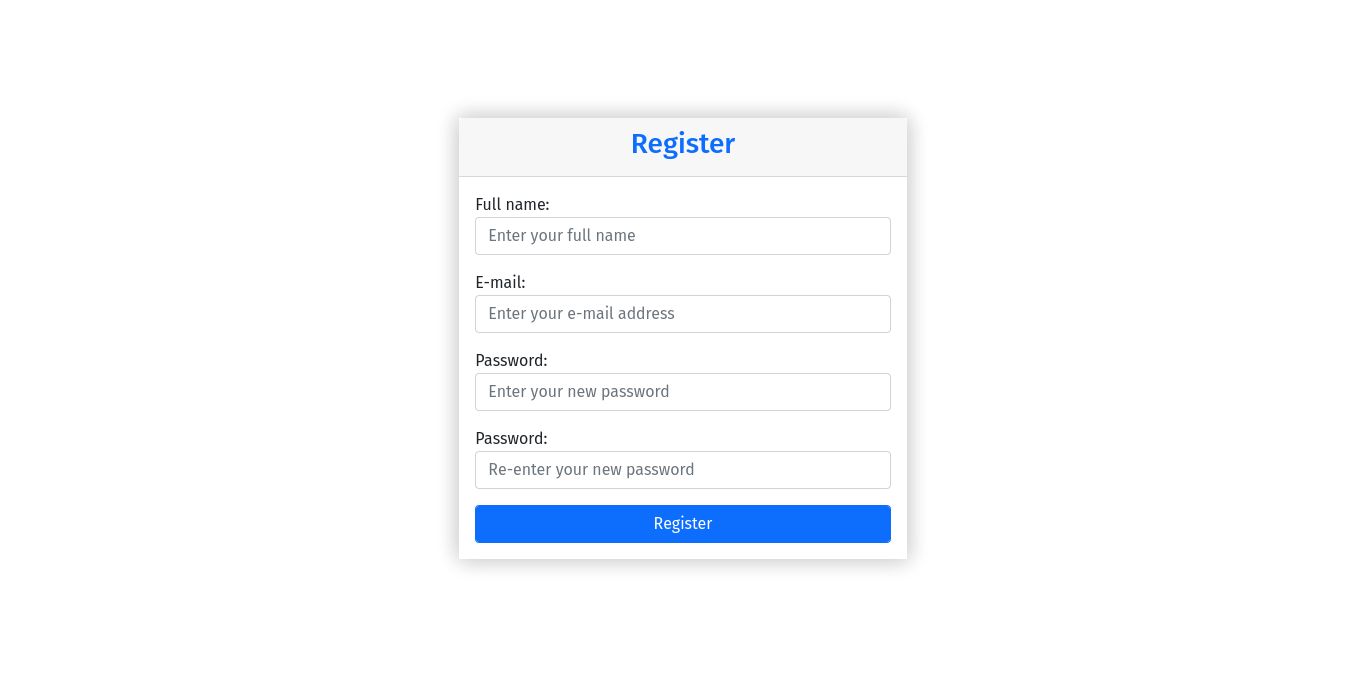 Register
Full name:
Enter your full name
E-mail:
Enter your e-mail address
Password:
Enter your new password
Password:
Re-enter your new password
Register